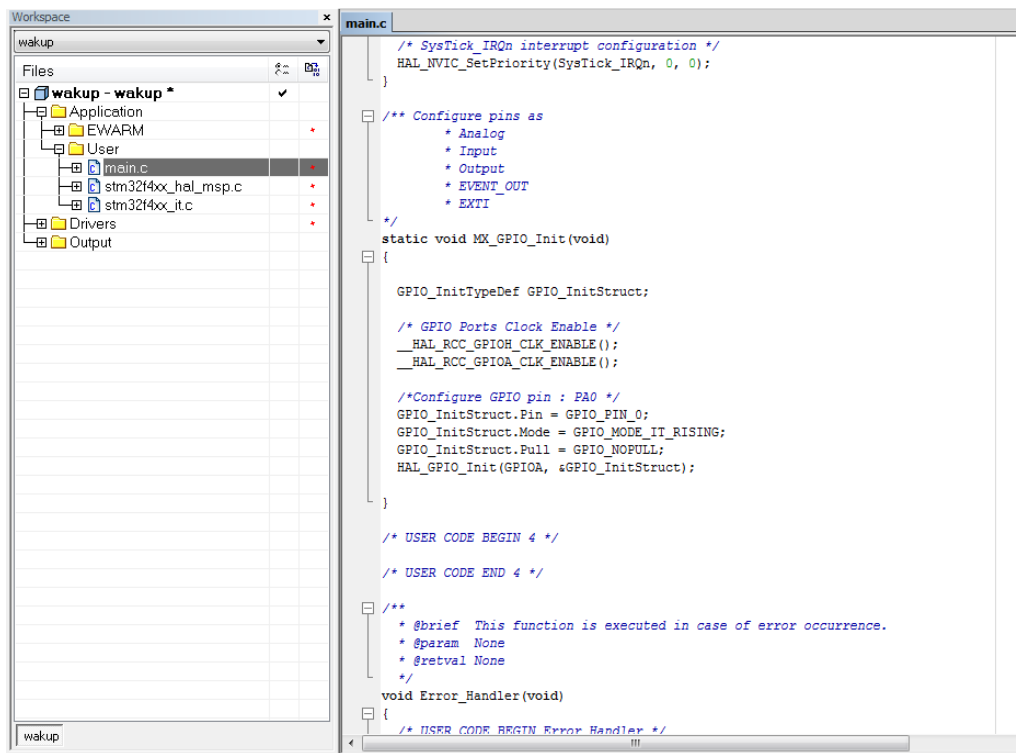 Workspace
wakup
Files
wakup - wakup *
Application
EWARM
User
main.c
stm32f4xx_hal_msp.c
stm32f4xx_it.c
Drivers
Output
wakup
main.c
/* SysTick_IRQn interrupt configuration */
HAL_NVIC_SetPriority(SysTick_IRQn, 0, 0);
}
/** Configure pins as
* Analog
* Input
* Output
* EVENT_OUT
* EXTI
*/
static void MX_GPIO_Init(void)
{
GPIO_InitTypeDef GPIO_InitStruct;
/* GPIO Ports Clock Enable */
__HAL_RCC_GPIOH_CLK_ENABLE();
__HAL_RCC_GPIOA_CLK_ENABLE();
/*Configure GPIO pin : PA0 */
GPIO_InitStruct.Pin = GPIO_PIN_0;
GPIO_InitStruct.Mode = GPIO_MODE_IT_RISING;
GPIO_InitStruct.Pull = GPIO_NOPULL;
HAL_GPIO_Init(GPIOA, &GPIO_InitStruct);
}
/* USER CODE BEGIN 4 */
/* USER CODE END 4 */
/**
* @brief  This function is executed in case of error occurrence.
* @param  None
* @retval None
*/
void Error_Handler(void)
{
/* USER CODE BEGIN Error_Handler */